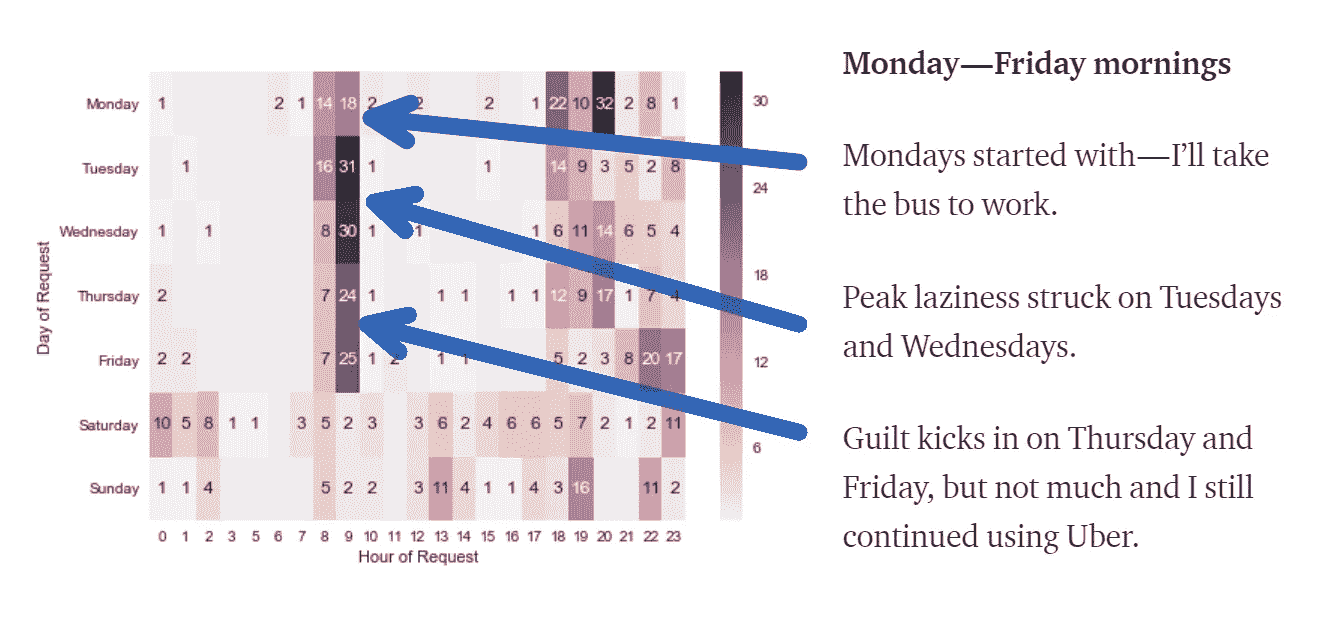 Monday 1 2 1 14 18 2 2 2 1 22 10 32 2 8 1
Tuesday 1 16 31 1 1 14 9 3 5 2 8
Wednesday 1 1 8 30 1 1 1 6 11 14 6 5 4
Thursday 2 7 24 1 1 1 1 1 12 9 17 1 7 4
Friday 2 2 7 25 1 2 1 1 5 2 3 8 20 17
Saturday 10 5 8 1 1 3 5 2 3 3 6 2 4 6 6 5 7 2 1 2 11
Sunday 1 1 4 5 2 2 3 11 4 1 1 4 3 16 11 2
Day of Request
0 1 2 3 5 6 7 8 9 10 11 12 13 14 15 16 17 18 19 20 21 22 23
Hour of Request
30
24
18
12
6
Monday—Friday mornings
Mondays started with—I’ll take
the bus to work.
Peak laziness struck on Tuesdays
and Wednesdays.
Guilt kicks in on Thursday and
Friday, but not much and I still
continued using Uber.